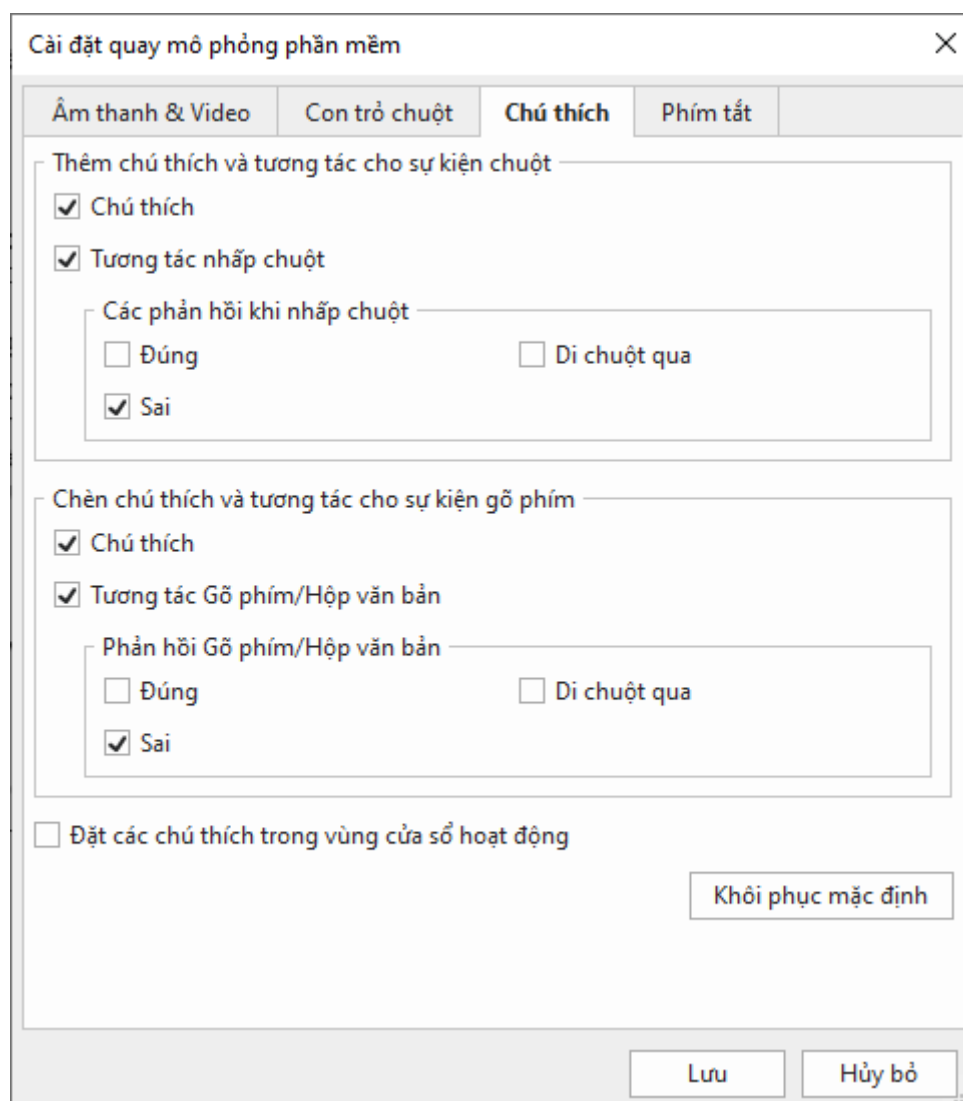 Cài đặt quay mô phỏng phần mềm
Âm thanh & Video Con trỏ chuột Chú thích Phím tắt
Thêm chú thích và tương tác cho sự kiện chuột
Chú thích
Tương tác nhấp chuột
Các phản hồi khi nhấp chuột
Đúng Di chuột qua
Sai
Chèn chú thích và tương tác cho sự kiện gõ phím
Chú thích
Tương tác Gõ phím/Hộp văn bản
Phản hồi Gõ phím/Hộp văn bản
Đúng Di chuột qua
Sai
Đặt các chú thích trong vùng cửa sổ hoạt động
Khôi phục mặc định
Lưu Hủy bỏ